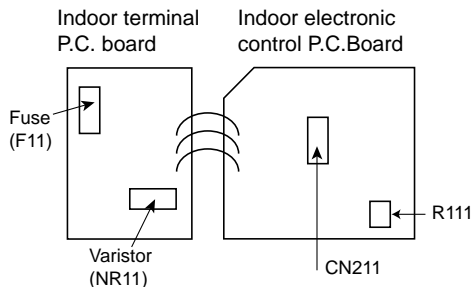 Indoor terminal
P.C. board
Indoor electronic
control P.C.Board
Fuse
(F11)
R111
Varistor
(NR11)
CN211